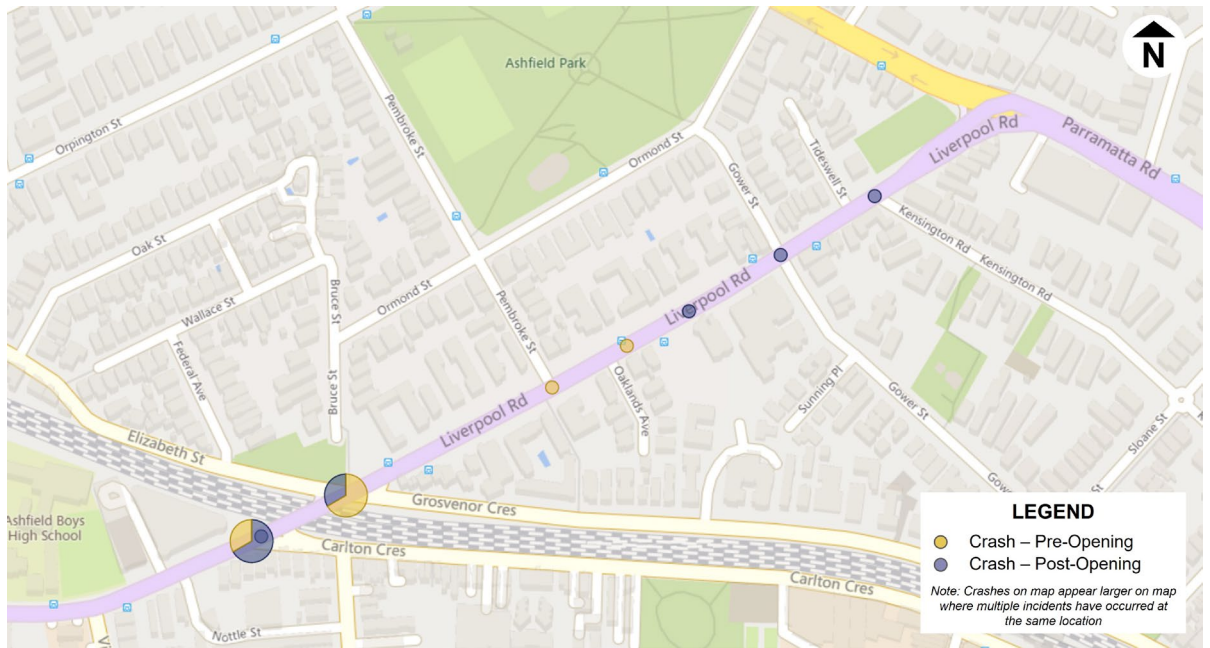 Ashfield Park
N
Orpington St
Pembroke St
Ormond St
Tideswell St
Liverpool Rd
Parramatta Rd
Gower St
Kensington Rd
Kensington Rd
Oak St
Wallace St
Bruce St
Ormond St
Pembroke St
Liverpool Rd
Federal Ave
Bruce St
Liverpool Rd
Oaklands Ave
Sunning Pl
Gower St
Sloane St
Elizabeth St
Grosvenor Cres
Gowe
Ashfield Boys
High School
Carlton Cres
Carlton Cres
Nottle St
LEGEND
Crash – Pre-Opening
Crash – Post-Opening
Note: Crashes on map appear larger on map
where multiple incidents have occurred at
the same location